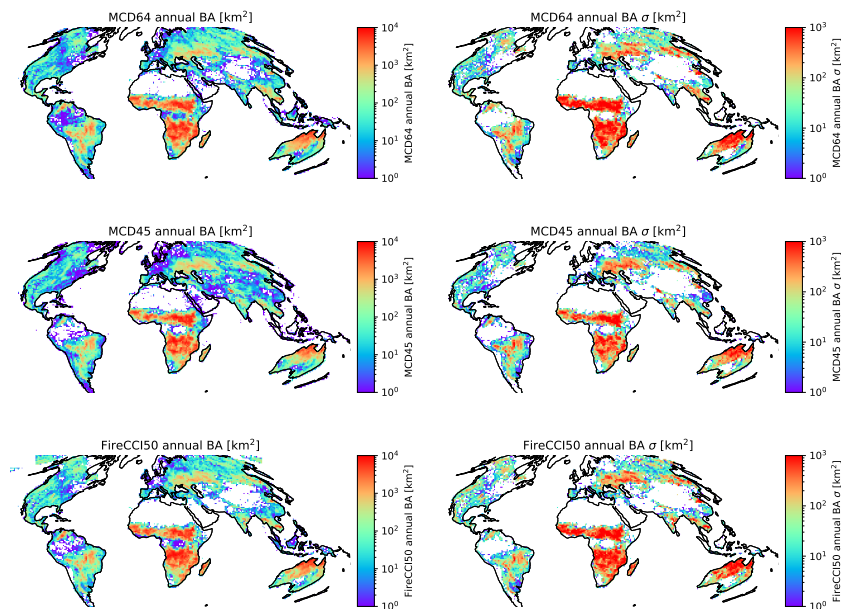 MCD64 annual BA [km²]
10⁴
10³
10²
10¹
10⁰
MCD64 annual BA [km²]
MCD64 annual BA σ [km²]
10³
10²
10¹
10⁰
MCD64 annual BA σ [km²]
MCD45 annual BA [km²]
10⁴
10³
10²
10¹
10⁰
MCD45 annual BA [km²]
MCD45 annual BA σ [km²]
10³
10²
10¹
10⁰
MCD45 annual BA σ [km²]
FireCCI50 annual BA [km²]
10⁴
10³
10²
10¹
10⁰
FireCCI50 annual BA [km²]
FireCCI50 annual BA σ [km²]
10³
10²
10¹
10⁰
FireCCI50 annual BA σ [km²]